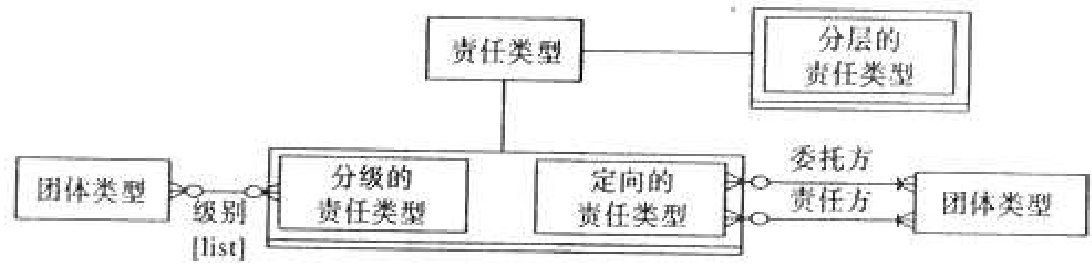 责任类型
分层的
责任类型
团体类型
级别
[list]
分级的
责任类型
定向的
责任类型
委托方
责任方
团体类型